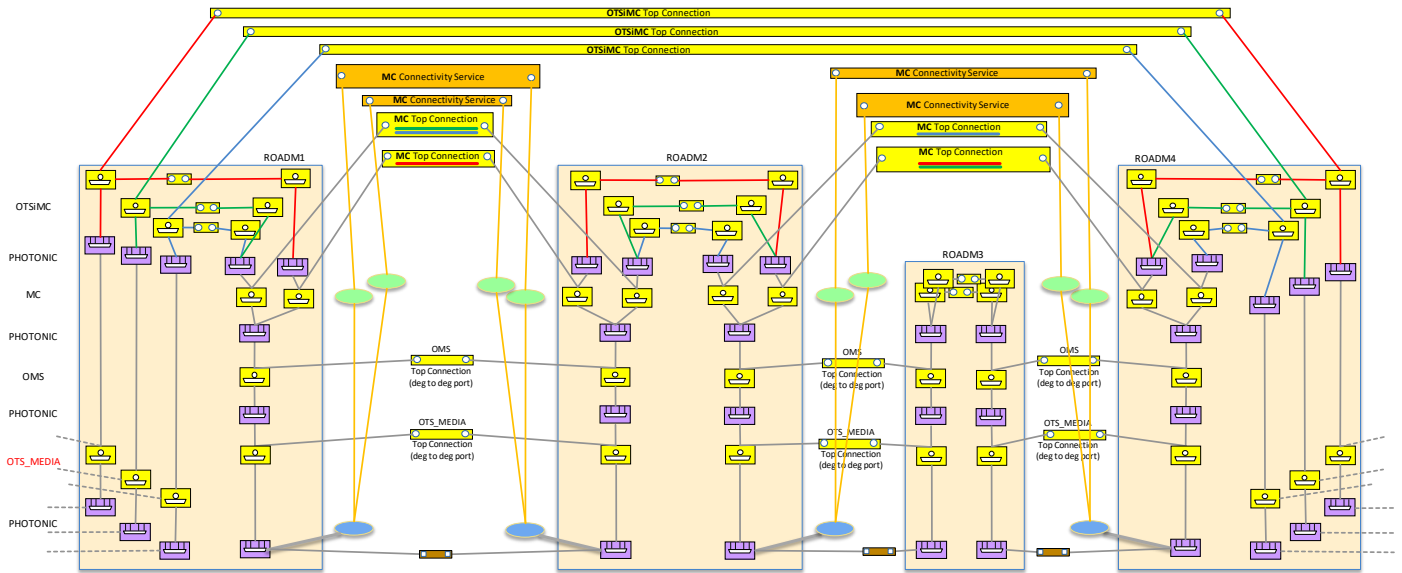 OTSiMC Top Connection
OTSiMC Top Connection
OTSiMC Top Connection
MC Connectivity Service
MC Connectivity Service
MC Connectivity Service
MC Connectivity Service
MC Top Connection
MC Top Connection
MC Top Connection
MC Top Connection
ROADM1
ROADM2
ROADM4
ROADM3
OTSiMC
PHOTONIC
MC
PHOTONIC
OMS
PHOTONIC
OTS_MEDIA
PHOTONIC
OMS
Top Connection
(deg to deg port)
OMS
Top Connection
(deg to deg port)
OMS
Top Connection
(deg to deg port)
OTS_MEDIA
Top Connection
(deg to deg port)
OTS_MEDIA
Top Connection
(deg to deg port)
OTS_MEDIA
Top Connection
(deg to deg port)